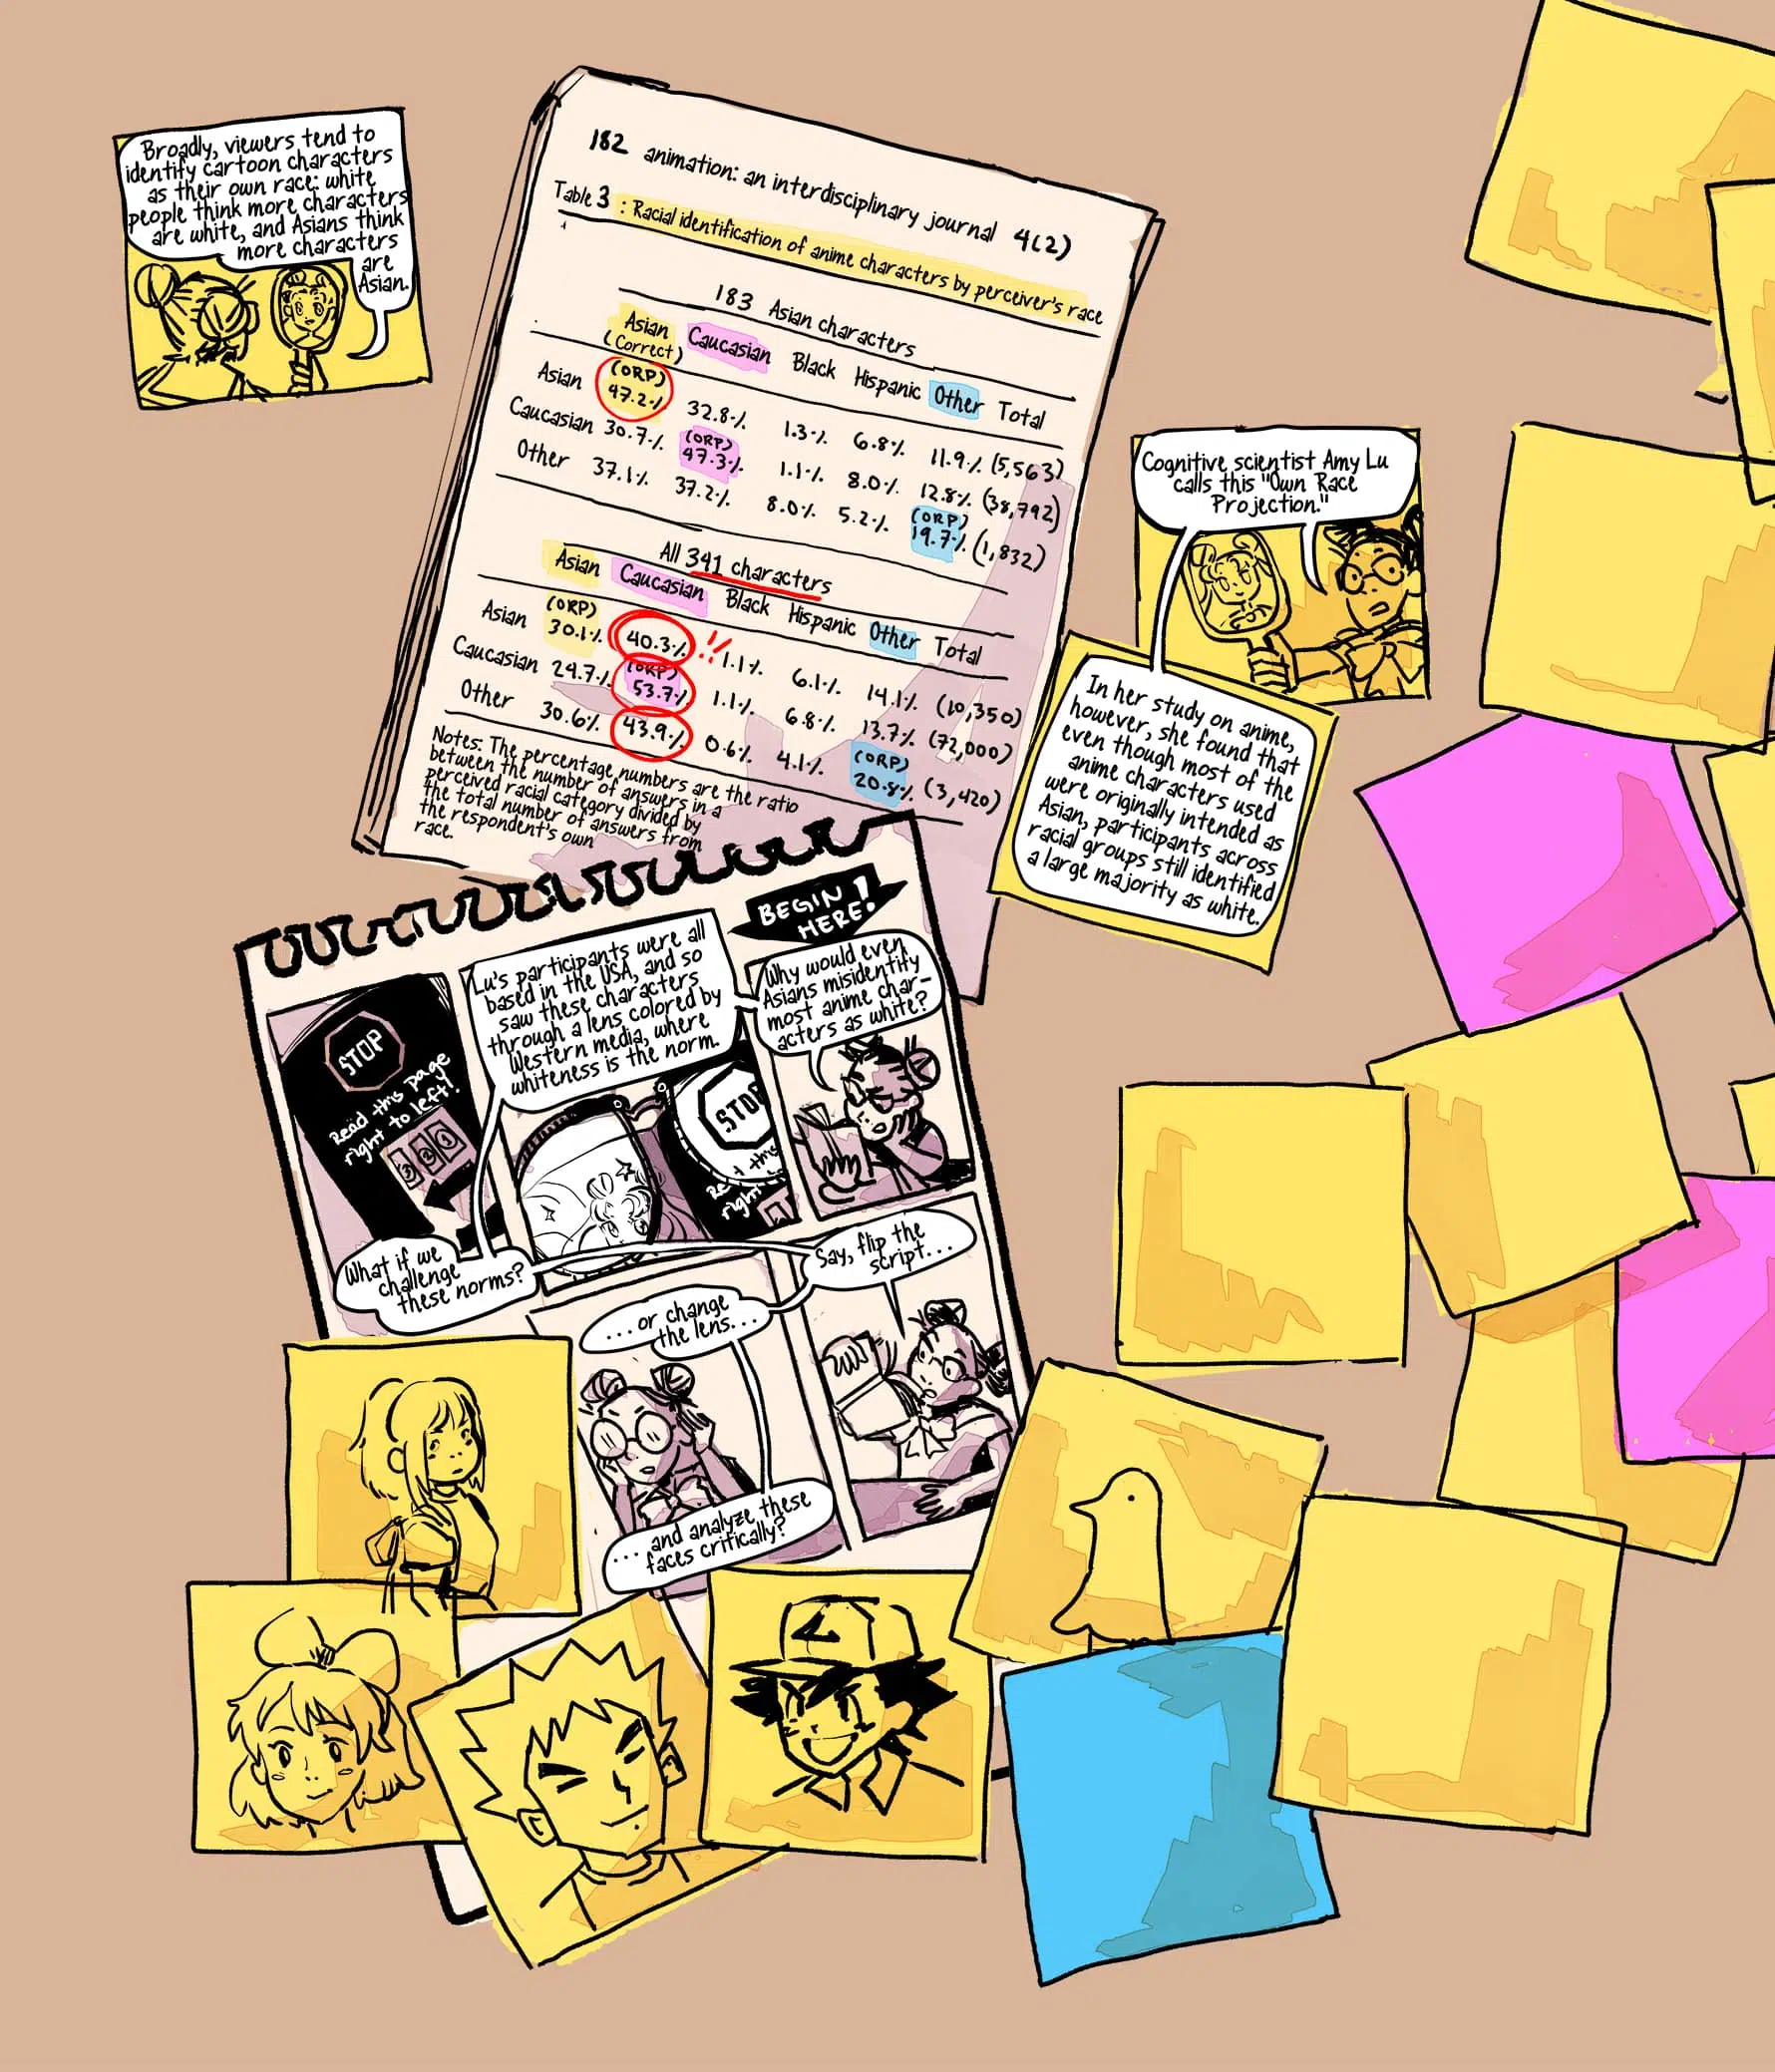 Broadly, viewers tend to
identify cartoon characters
as their own race: white
people think more characters
are white, and Asians think
more characters
are
Asian.
182 animation: an interdisciplinary journal 4(2)
Table 3 : Racial identification of anime characters by perceiver's race
183 Asian characters
Asian (Correct) Caucasian Black Hispanic Other Total
Asian (ORP) 47.2% 32.8% 1.3% 6.8% 11.9% (5,563)
Caucasian 30.7% (ORP) 47.3% 1.1% 8.0% 12.8% (38,792)
Other 37.1% 37.2% 8.0% 5.2% (ORP) 19.7% (1,832)
All 341 characters
Asian Caucasian Black Hispanic Other Total
Asian (ORP) 30.1% 40.3% !! 1.1% 6.1% 14.1% (10,350)
Caucasian 29.7% (ORP) 53.7% 1.1% 6.8% 13.7% (72,000)
Other 30.6% 43.9% 0.6% 4.1% (ORP) 20.8% (3,420)
Notes: The percentage numbers are the ratio
between the number of answers in a
perceived racial category divided by
the total number of answers from
the respondent's own
race.
Cognitive scientist Amy Lu
calls this "Own Race
Projection."
In her study on anime,
however, she found that
even though most of the
anime characters used
were originally intended as
Asian, participants across
racial groups still identified
a large majority as white.
BEGIN
HERE!
Why would even
Asians misidentify
most anime char-
acters as white?
Lu's participants were all
based in the USA, and so
saw these characters
through a lens colored by
Western media, where
whiteness is the norm.
STOP
Read this
right
STOP
Read this page
right to left!
3 2 1
What if we
challenge
these norms?
Say, flip the
script...
...or change
the lens...
...and analyze these
faces critically?